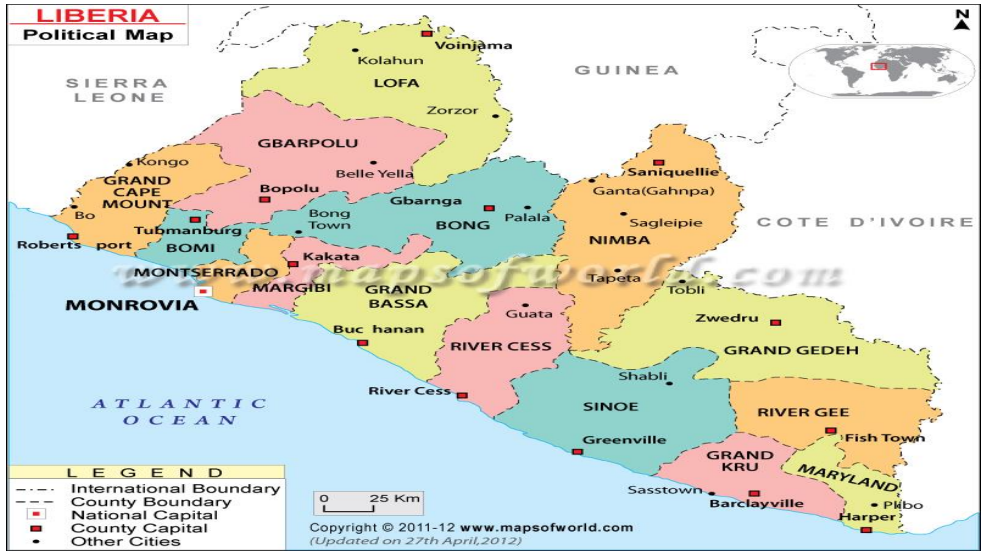 LIBERIA
Political Map
N
SIERRA
LEONE
GUINEA
Voinjama
Kolahun
LOFA
Zorzor
GBARPOLU
Belle Yella
Kongo
GRAND
CAPE
MOUNT
Bopolu
Bo
Saniquellie
Ganta(Gahnpa)
Gbarnga
Palala
BONG
Bong
Town
Sagleipie
NIMBA
COTE D'IVOIRE
Tubmanburg
BOMI
Roberts port
Kakata
www.mapsofworld.com
MONTSERRADO
MARGIBI
MONROVIA
GRAND
BASSA
Tapeta
Tobli
Guata
Buc hanan
Zwedru
RIVER CESS
GRAND GEDEH
Shabli
River Cess
SINOE
RIVER GEE
ATLANTIC
OCEAN
Greenville
Fish Town
GRAND
KRU
MARYLAND
Sasstown
Barclayville
Plibo
Harper
LEGEND
International Boundary
County Boundary
National Capital
County Capital
Other Cities
0 25 Km
Copyright © 2011-12 www.mapsofworld.com
(Updated on 27th April,2012)